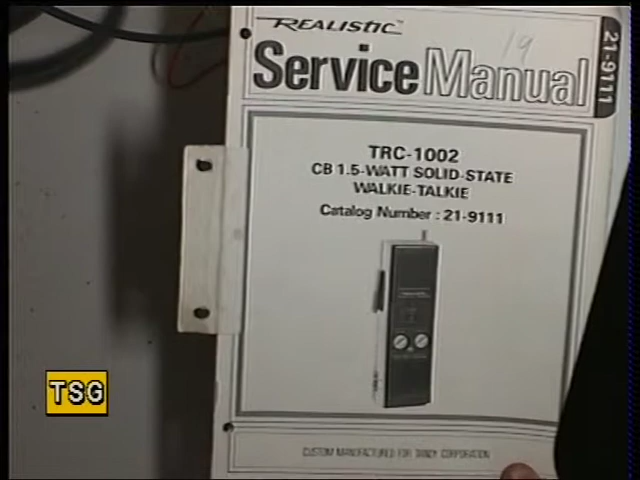 REALISTIC™
19
Service Manual
21-9111
TRC-1002
CB 1.5-WATT SOLID-STATE
WALKIE-TALKIE
Catalog Number : 21-9111
TSG
CUSTOM MANUFACTURED FOR TANDY CORPORATION